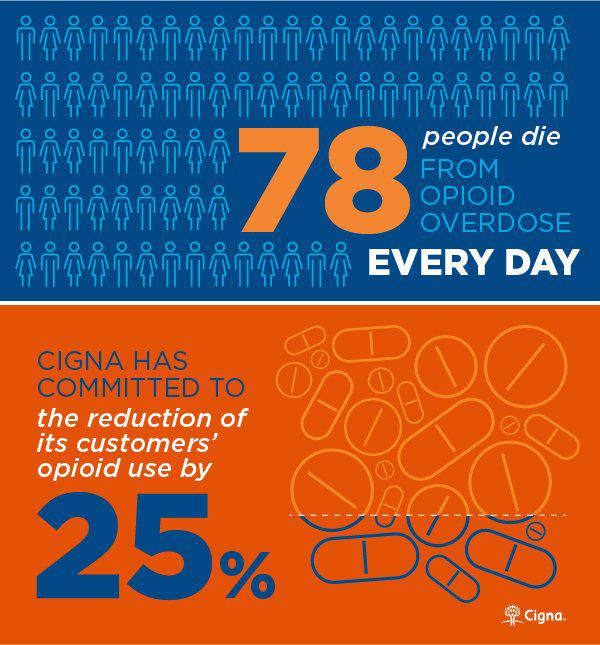 78
people die
FROM
OPIOID
OVERDOSE
EVERY DAY
CIGNA HAS
COMMITTED TO
the reduction of
its customers'
opioid use by
25%
Cigna.